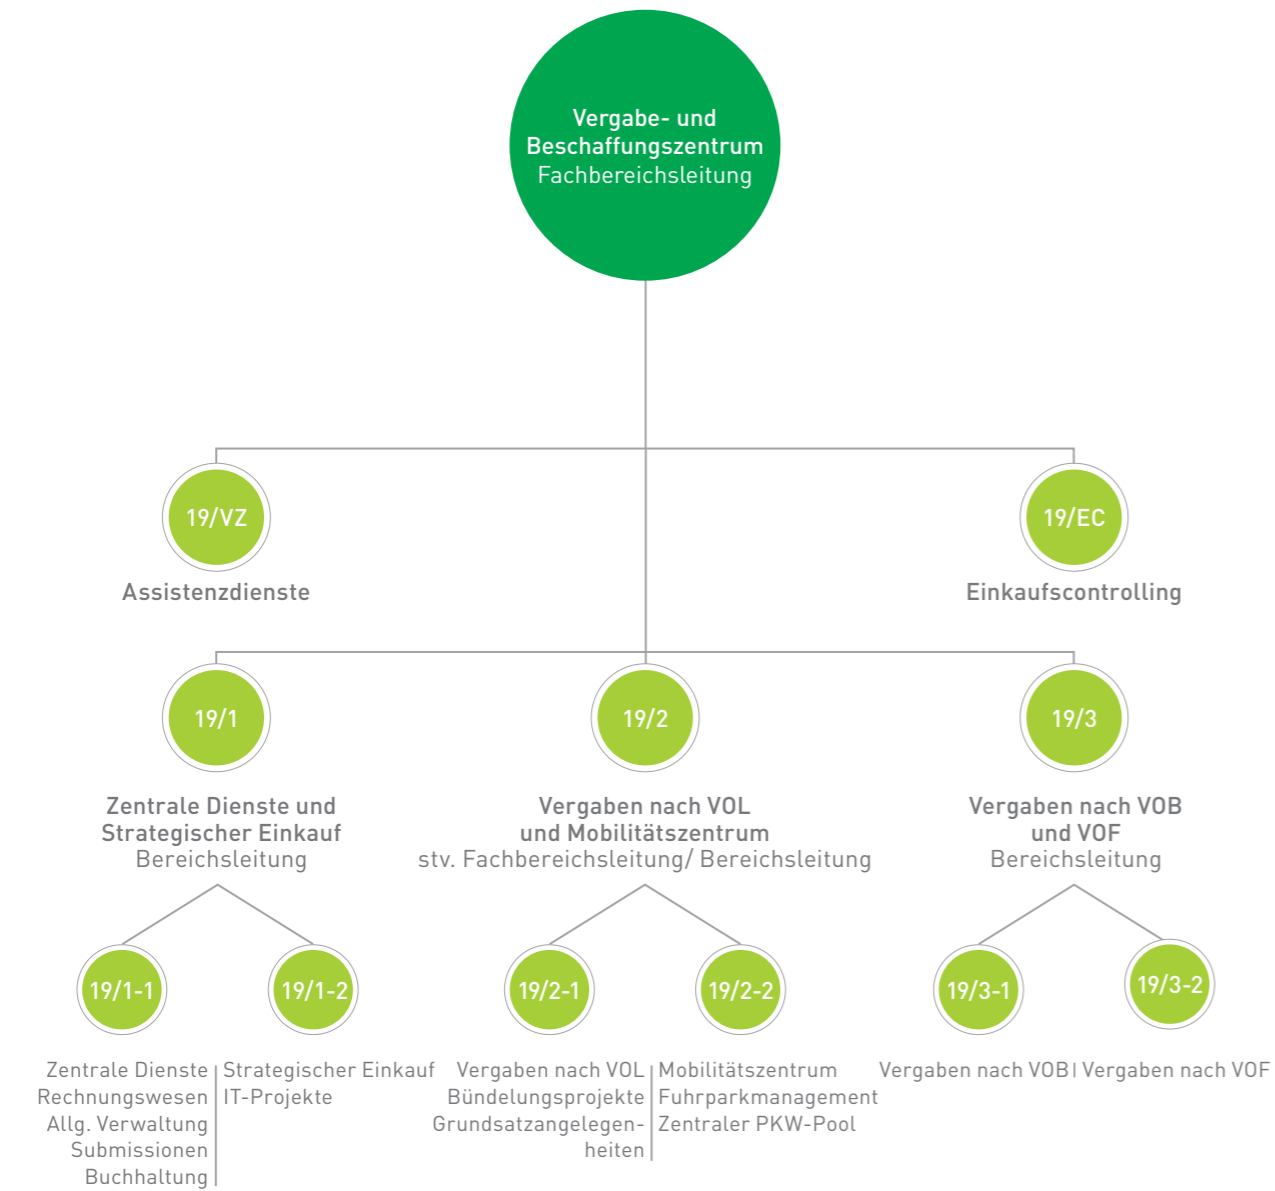 Vergabe- und
Beschaffungszentrum
Fachbereichsleitung
19/VZ
Assistenzdienste
19/EC
Einkaufscontrolling
19/1
Zentrale Dienste und
Strategischer Einkauf
Bereichsleitung
19/2
Vergaben nach VOL
und Mobilitätszentrum
stv. Fachbereichsleitung/ Bereichsleitung
19/3
Vergaben nach VOB
und VOF
Bereichsleitung
19/1-1
Zentrale Dienste
Rechnungswesen
Allg. Verwaltung
Submissionen
Buchhaltung
19/1-2
Strategischer Einkauf
IT-Projekte
19/2-1
Vergaben nach VOL
Bündelungsprojekte
Grundsatzangelegen-
heiten
19/2-2
Mobilitätszentrum
Fuhrparkmanagement
Zentraler PKW-Pool
19/3-1
Vergaben nach VOB
19/3-2
Vergaben nach VOF